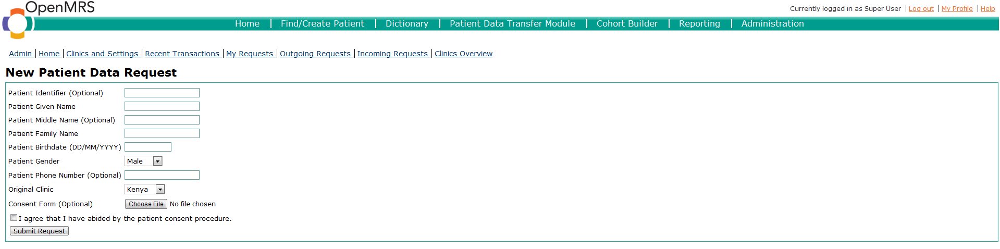 OpenMRS
Currently logged in as Super User | Log out | My Profile | Help
Home | Find/Create Patient | Dictionary | Patient Data Transfer Module | Cohort Builder | Reporting | Administration
Admin | Home | Clinics and Settings | Recent Transactions | My Requests | Outgoing Requests | Incoming Requests | Clinics Overview
New Patient Data Request
Patient Identifier (Optional)
Patient Given Name
Patient Middle Name (Optional)
Patient Family Name
Patient Birthdate (DD/MM/YYYY)
Patient Gender Male
Patient Phone Number (Optional)
Original Clinic Kenya
Consent Form (Optional) Choose File No file chosen
I agree that I have abided by the patient consent procedure.
Submit Request